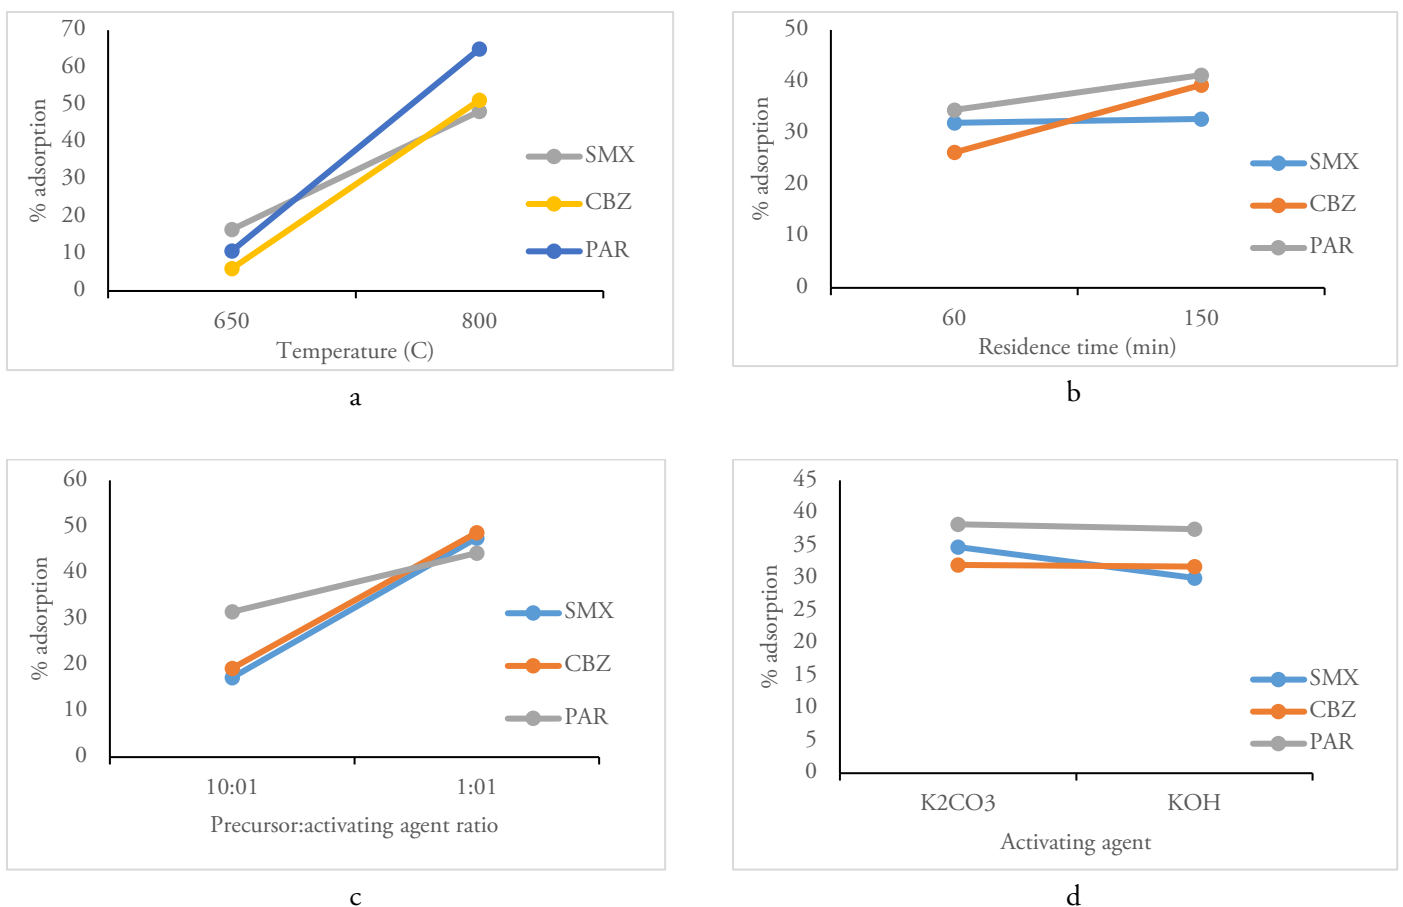 70
60
50
40
30
20
10
0
% adsorption
650
800
Temperature (C)
SMX
CBZ
PAR
a
50
40
30
20
10
0
% adsorption
60
150
Residence time (min)
SMX
CBZ
PAR
b
60
50
40
30
20
10
0
% adsorption
10:01
1:01
Precursor:activating agent ratio
SMX
CBZ
PAR
c
45
40
35
30
25
20
15
10
5
0
% adsorption
K2CO3
KOH
Activating agent
SMX
CBZ
PAR
d